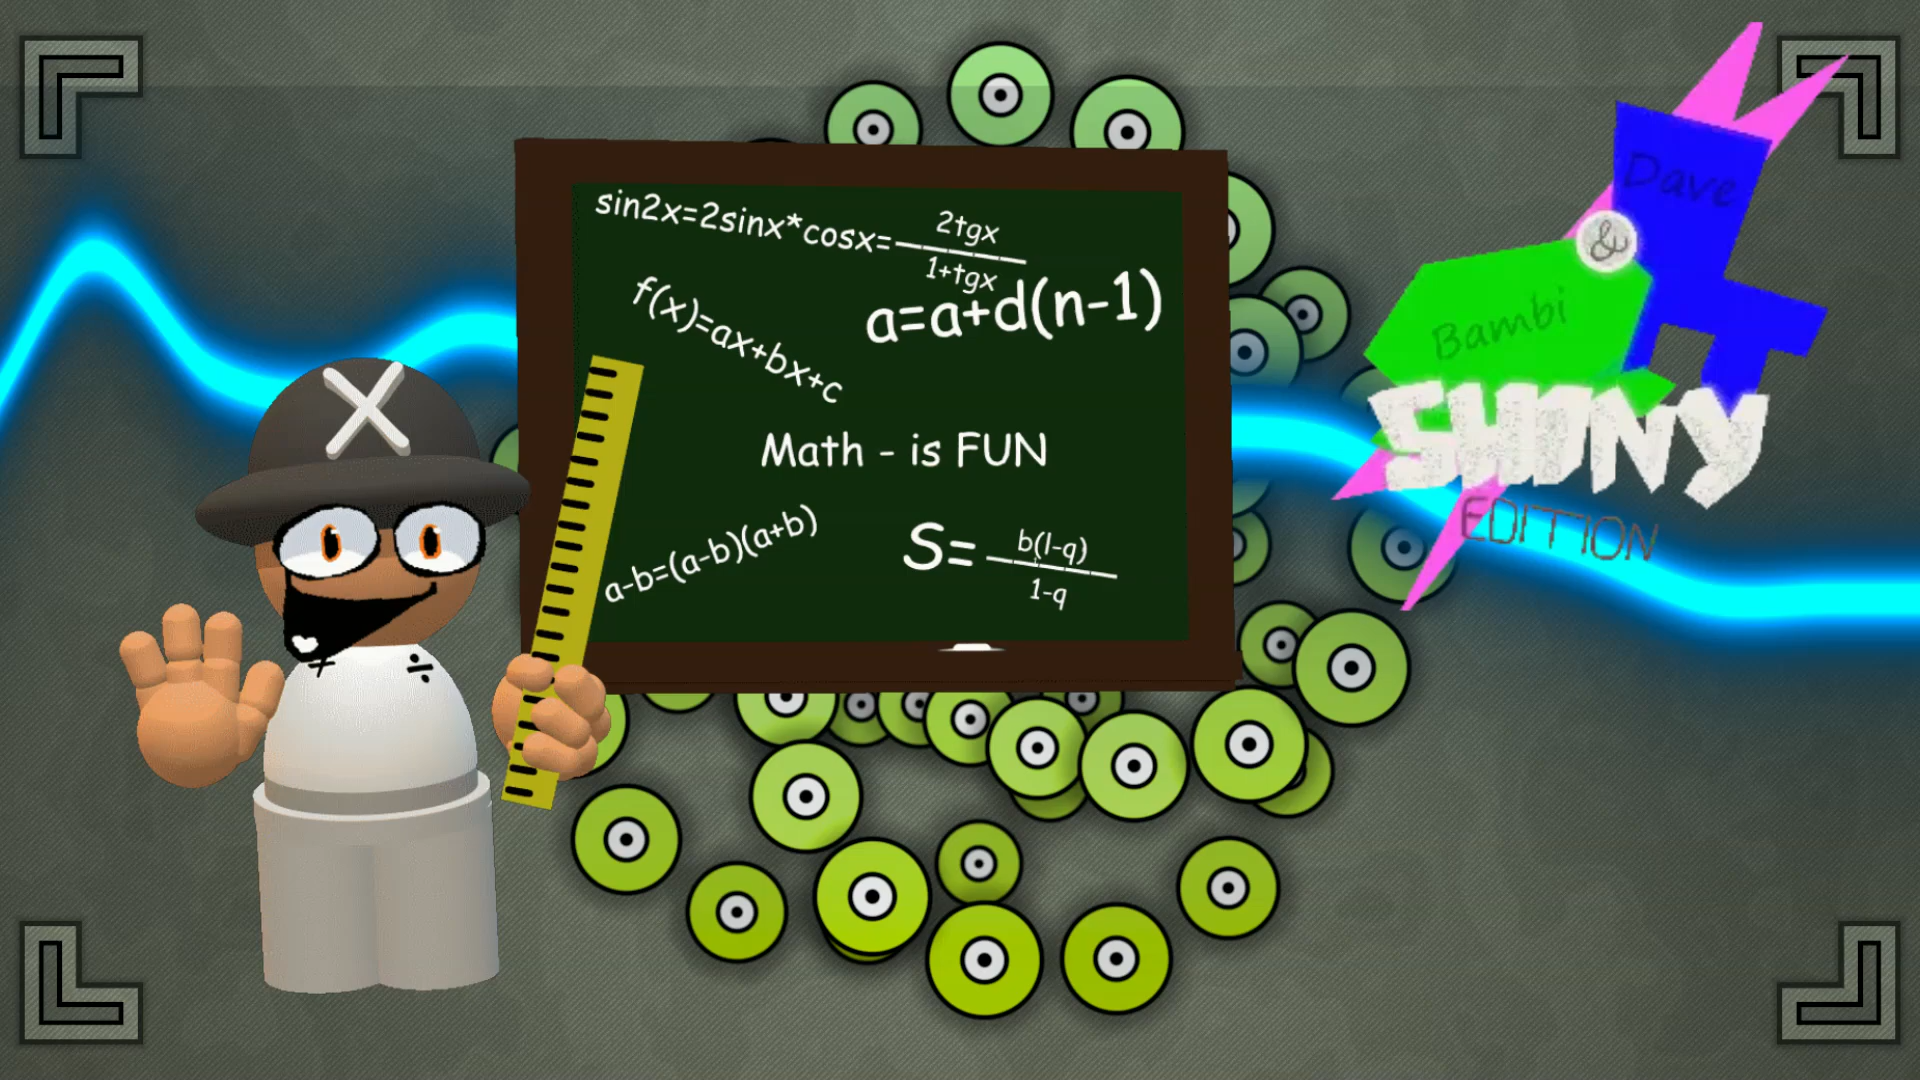 sin2x=2sinx*cosx=2tgx/1+tgx
f(x)=ax+bx+c
a=a+d(n-1)
Math - is FUN
a-b=(a-b)(a+b)
S=b(l-q)/1-q
X
+ ÷
Dave
&
Bambi
SHINY
EDITION